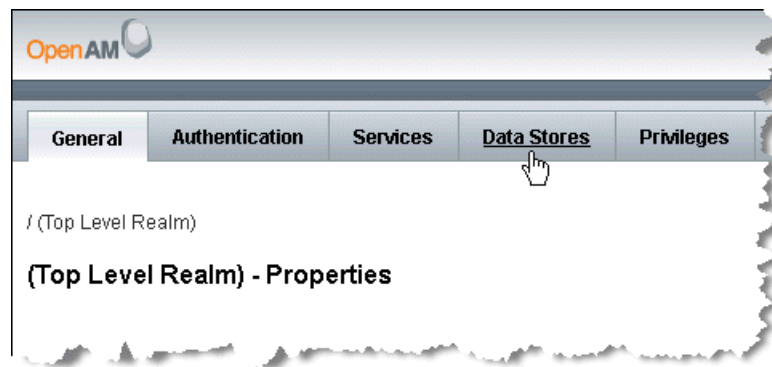 OpenAM
General Authentication Services Data Stores Privileges
/ (Top Level Realm)
(Top Level Realm) - Properties